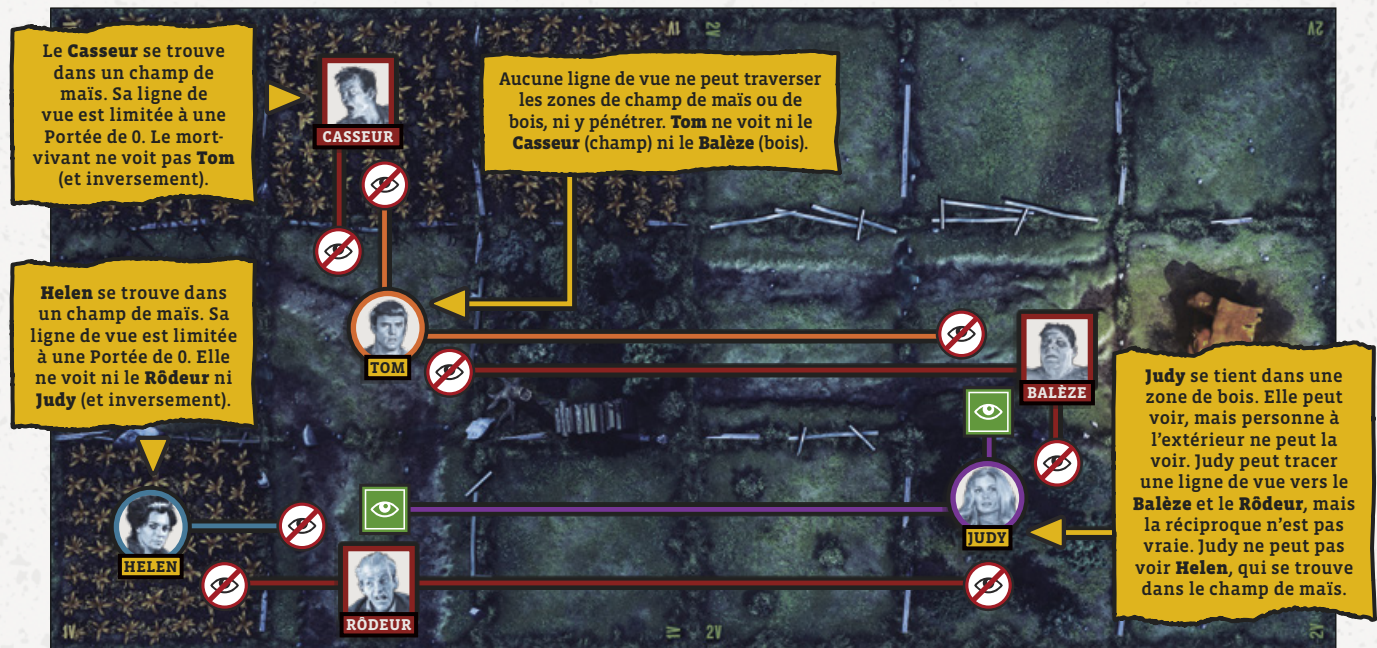 Le Casseur se trouve
dans un champ de
maïs. Sa ligne de
vue est limitée à une
Portée de 0. Le mort-
vivant ne voit pas Tom
(et inversement).
CASSEUR
Aucune ligne de vue ne peut traverser
les zones de champ de maïs ou de
bois, ni y pénétrer. Tom ne voit ni le
Casseur (champ) ni le Balèze (bois).
1V
2V
2V
Helen se trouve dans
un champ de maïs. Sa
ligne de vue est limitée
à une Portée de 0. Elle
ne voit ni le Rôdeur ni
Judy (et inversement).
TOM
BALÈZE
Judy se tient dans une
zone de bois. Elle peut
voir, mais personne à
l'extérieur ne peut la
voir. Judy peut tracer
une ligne de vue vers le
Balèze et le Rôdeur, mais
la réciproque n'est pas
vraie. Judy ne peut pas
voir Helen, qui se trouve
dans le champ de maïs.
HELEN
JUDY
RÔDEUR
1V
1V
2V
2V